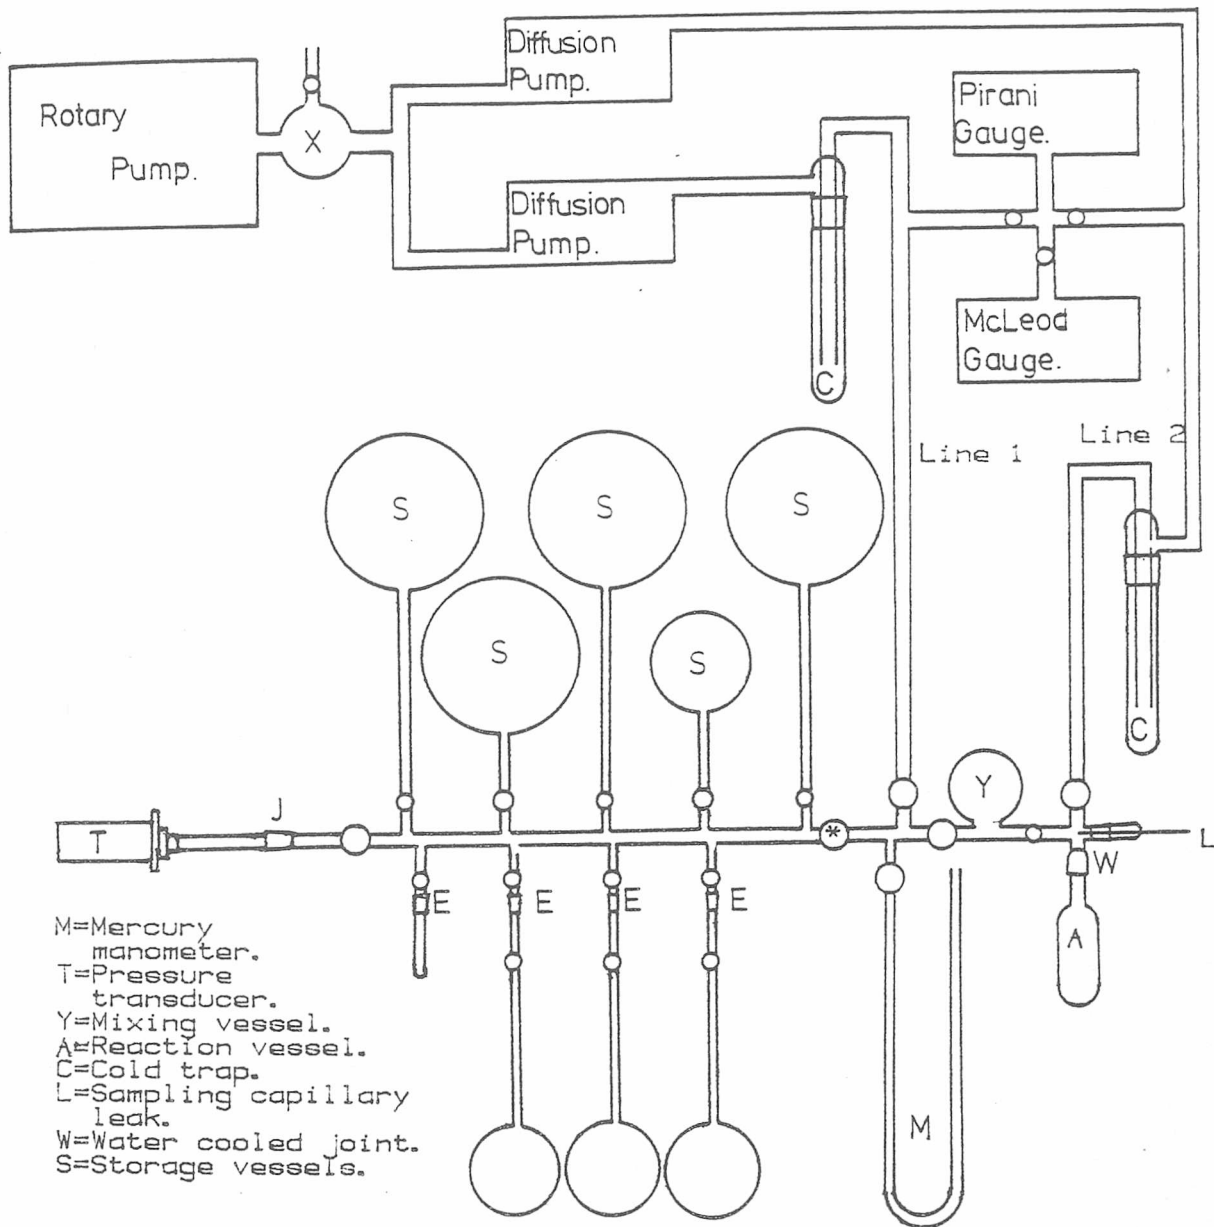 Diffusion
Pump.
Rotary
Pump.
X
Pirani
Gauge.
Diffusion
Pump.
McLeod
Gauge.
C
Line 1
Line 2
S
S
S
S
S
C
Y
J
T
*
L
W
E
E
E
E
A
M
M=Mercury
manometer.
T=Pressure
transducer.
Y=Mixing vessel.
A=Reaction vessel.
C=Cold trap.
L=Sampling capillary
leak.
W=Water cooled joint.
S=Storage vessels.